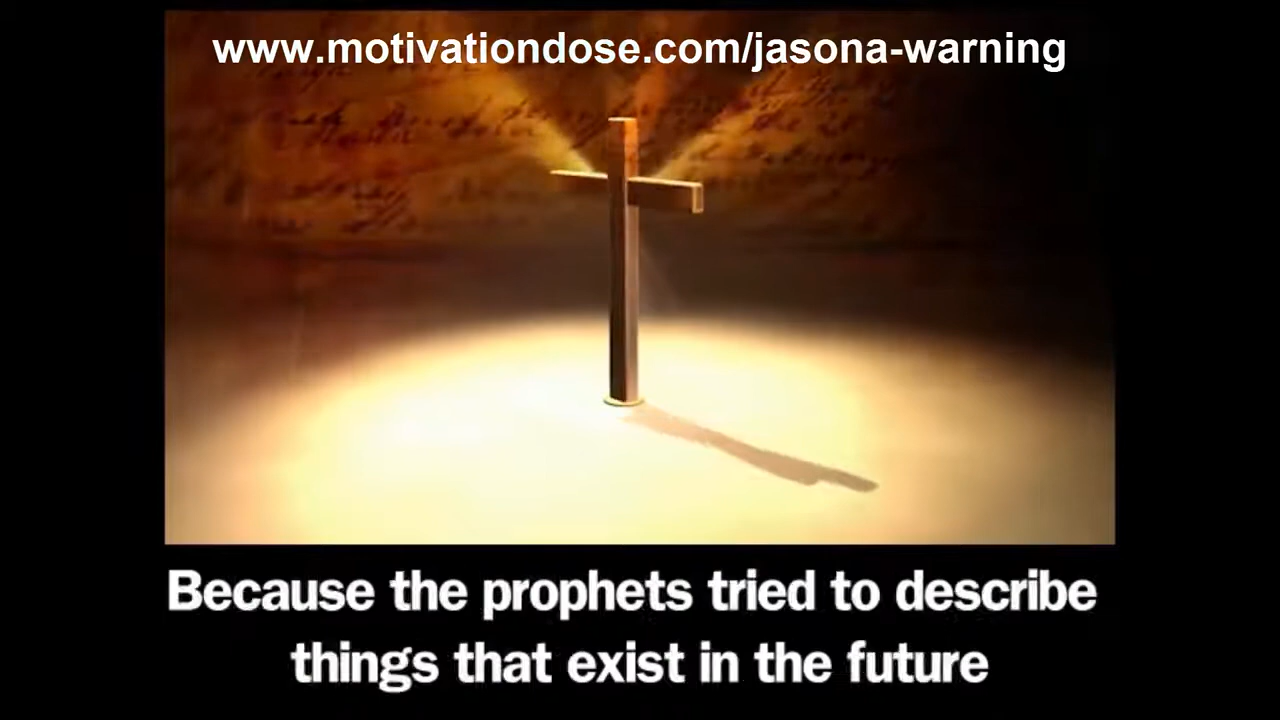 www.motivationdose.com/jasona-warning
Because the prophets tried to describe
things that exist in the future